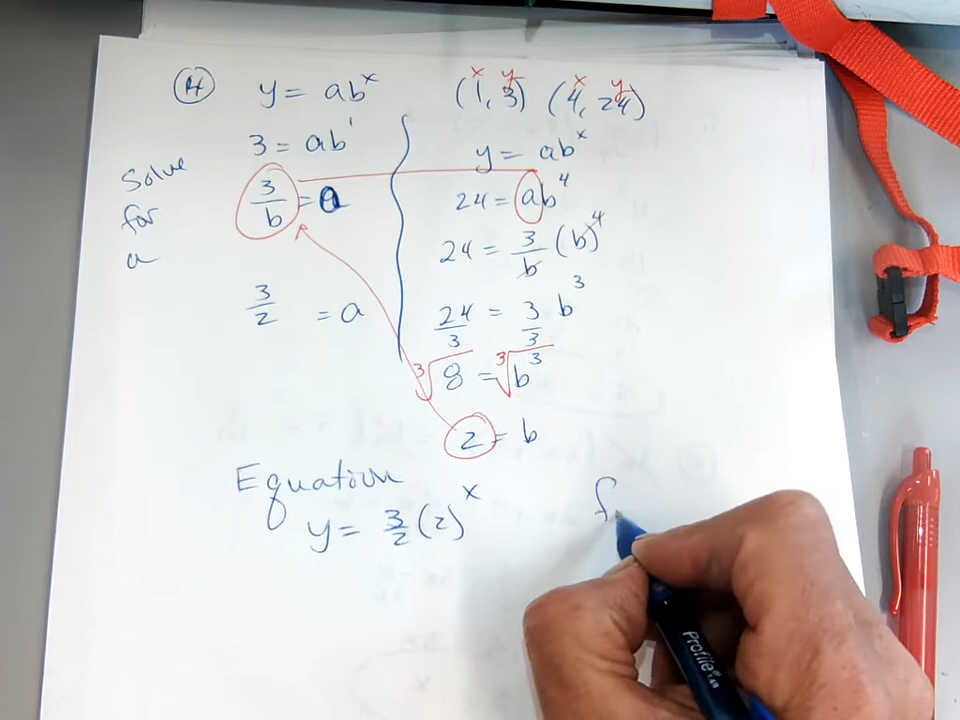 14 y = ab^x (1, 3) (4, 24)
x y x y
3 = ab^1
Solve for a
3/b = a
3/2 = a
y = ab^x
24 = ab^4
24 = 3/b (b)^4
24/3 = 3/3 b^3
∛8 = ∛b^3
2 = b
Equation
y = 3/2 (2)^x
f
Profile